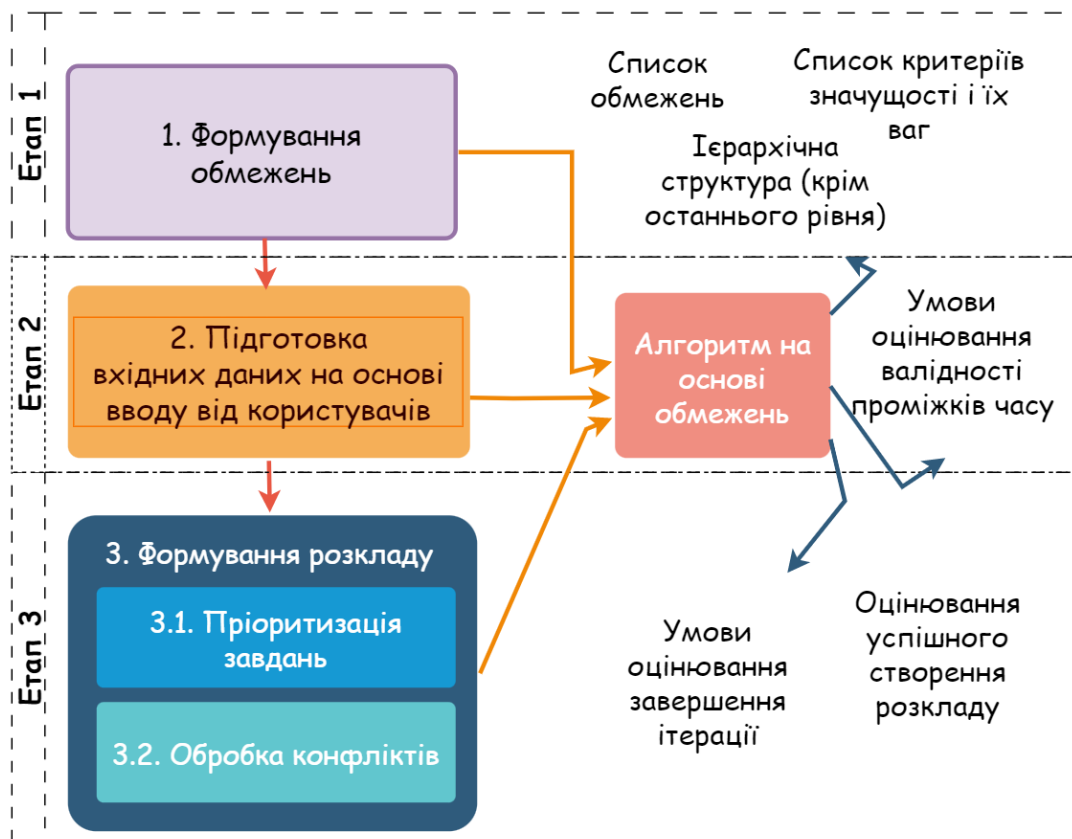 Етап 1
1. Формування
обмежень
Список
обмежень
Список критеріїв
значущості і їх
ваг
Ієрархічна
структура (крім
останнього рівня)
Етап 2
2. Підготовка
вхідних даних на основі
вводу від користувачів
Алгоритм на
основі
обмежень
Умови
оцінювання
валідності
проміжків часу
Етап 3
3. Формування розкладу
3.1. Пріоритизація
завдань
3.2. Обробка конфліктів
Умови
оцінювання
завершення
ітерації
Оцінювання
успішного
створення
розкладу